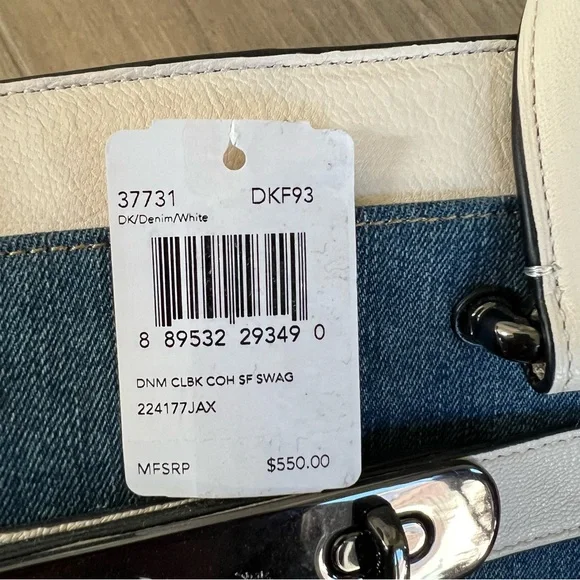 37731 DKF93
DK/Denim/White
8 89532 29349 0
DNM CLBK COH SF SWAG
224177JAX
MFSRP $550.00